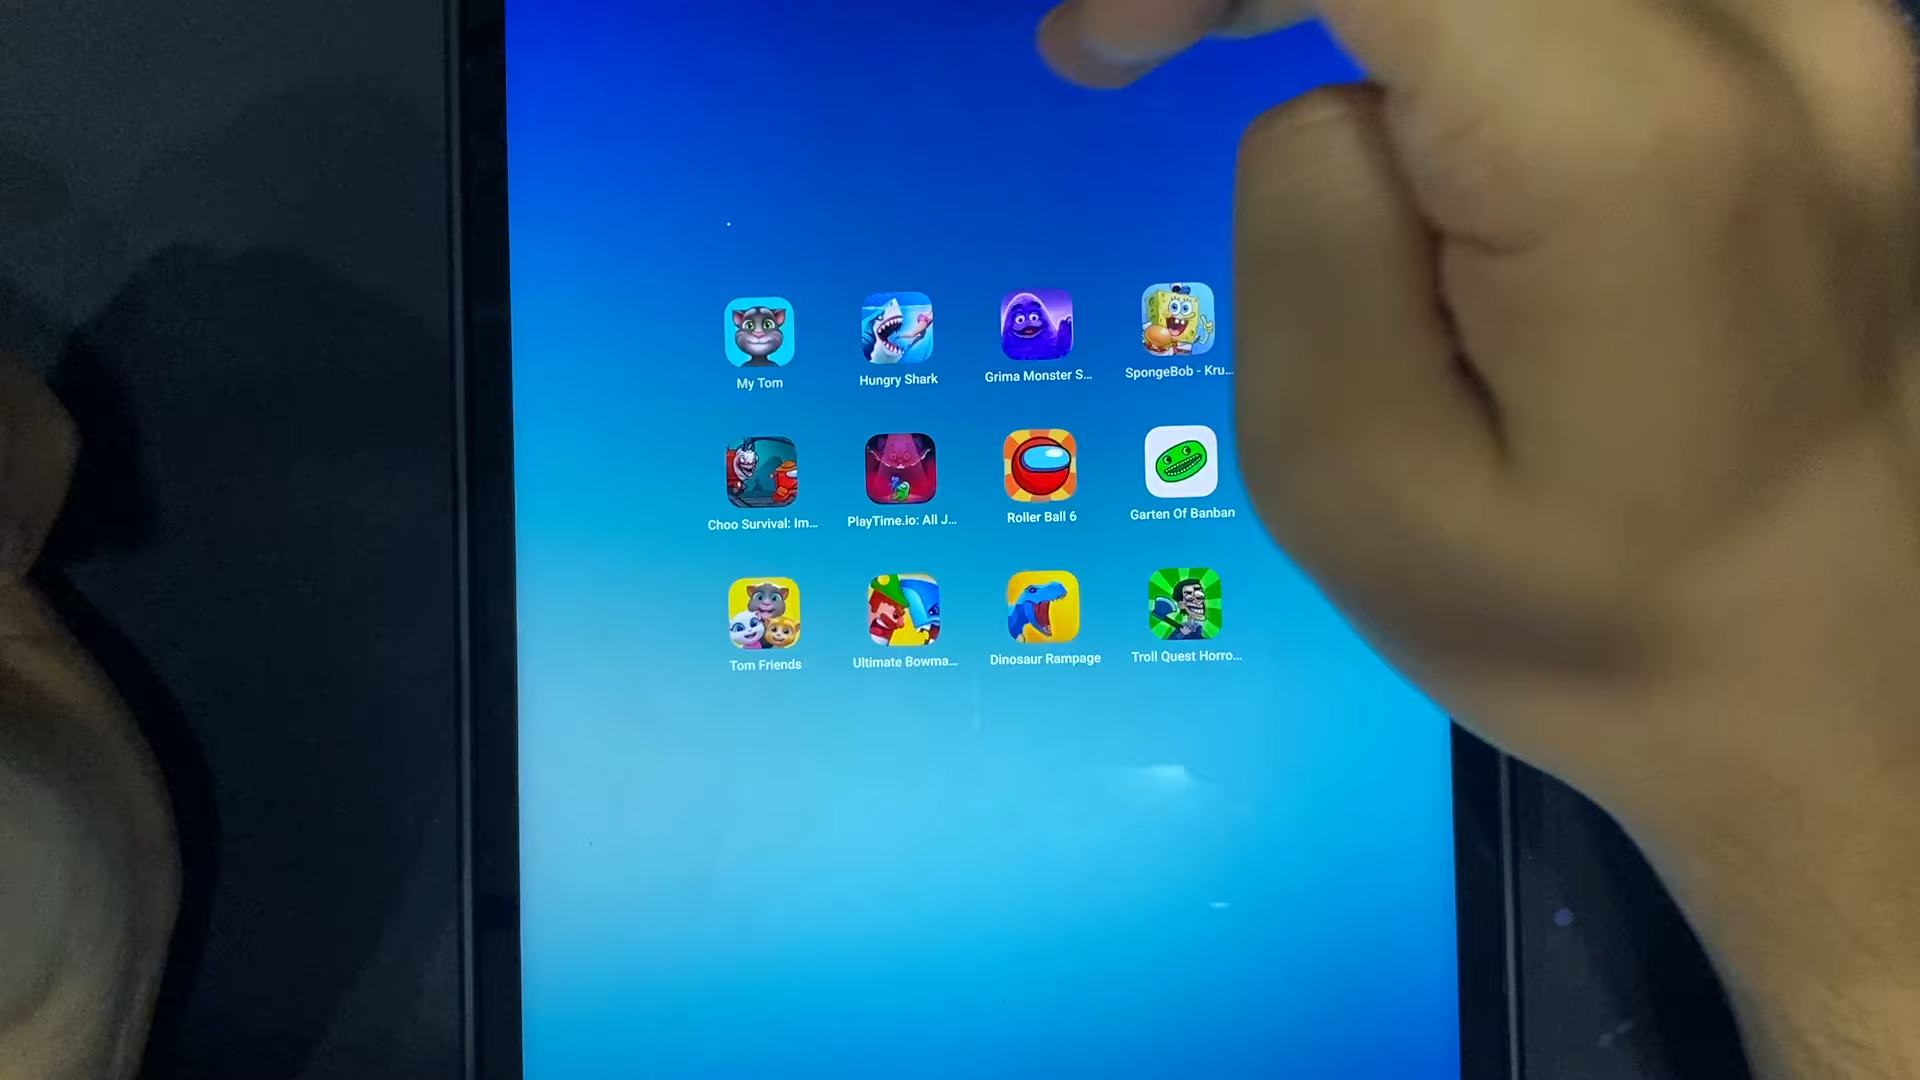 My Tom
Hungry Shark
Grima Monster S...
SpongeBob - Kru...
Choo Survival: Im...
PlayTime.io: All J...
Roller Ball 6
Garten Of Banban
Tom Friends
Ultimate Bowma...
Dinosaur Rampage
Troll Quest Horro...